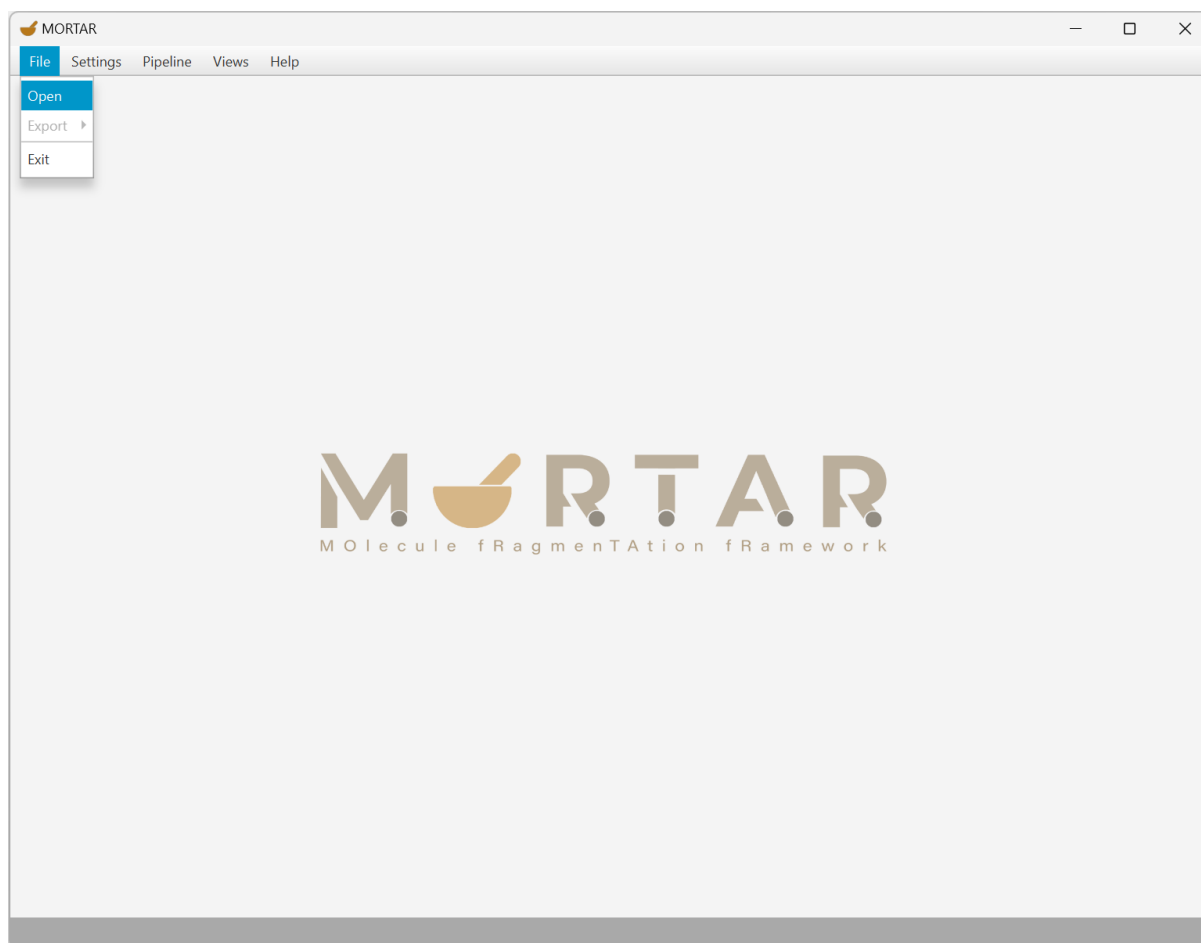 MORTAR
File Settings Pipeline Views Help
Open
Export
Exit
MORTAR
MOlecule fRagmenTAtion fRamework